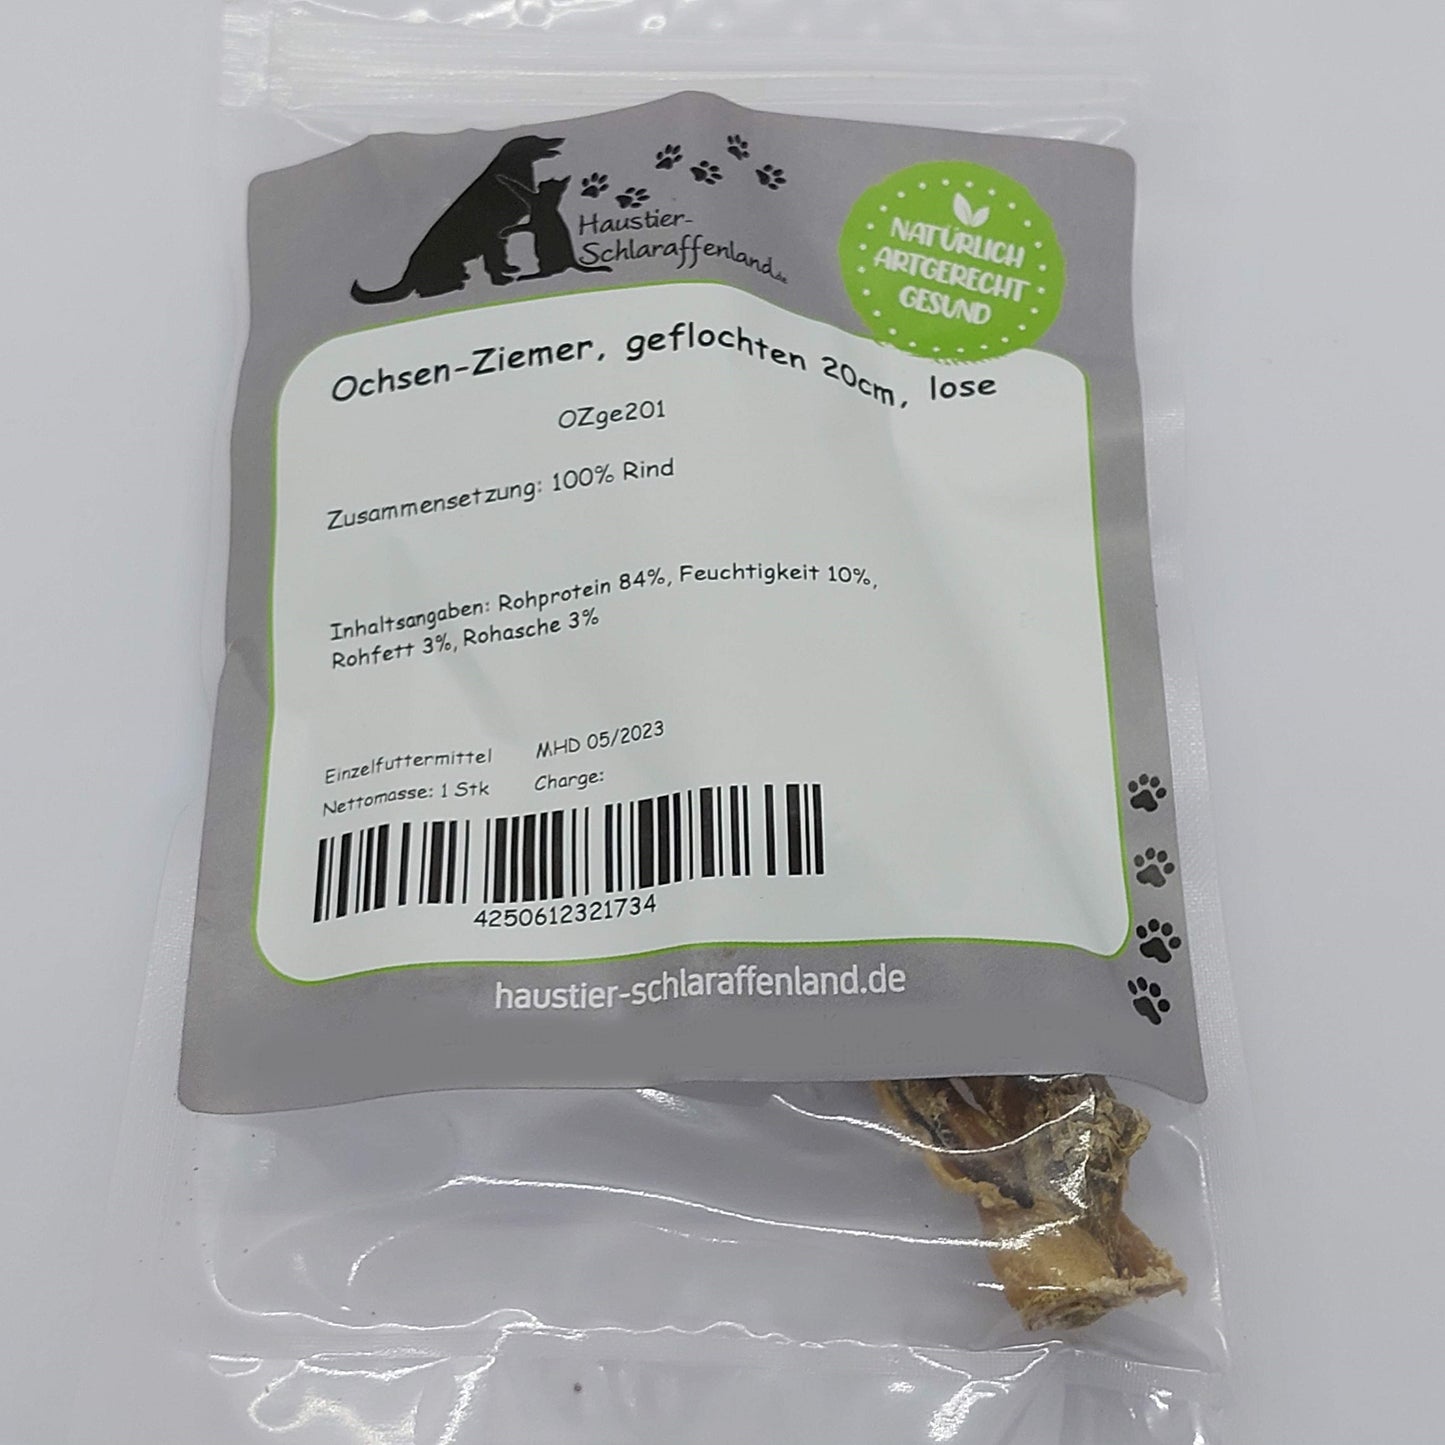 Haustier-
Schlaraffenland.de
NATÜRLICH
ARTGERECHT
GESUND
Ochsen-Ziemer, geflochten 20cm, lose
OZge201
Zusammensetzung: 100% Rind
Inhaltsangaben: Rohprotein 84%, Feuchtigkeit 10%,
Rohfett 3%, Rohasche 3%
Einzelfuttermittel MHD 05/2023
Nettomasse: 1 Stk Charge:
4250612321734
haustier-schlaraffenland.de